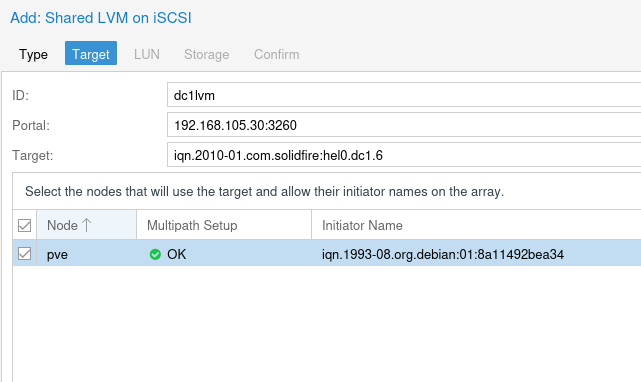 Add: Shared LVM on iSCSI
Type Target LUN Storage Confirm
ID: dc1lvm
Portal: 192.168.105.30:3260
Target: iqn.2010-01.com.solidfire:hel0.dc1.6
Select the nodes that will use the target and allow their initiator names on the array.
Node Multipath Setup Initiator Name
pve OK iqn.1993-08.org.debian:01:8a11492bea34